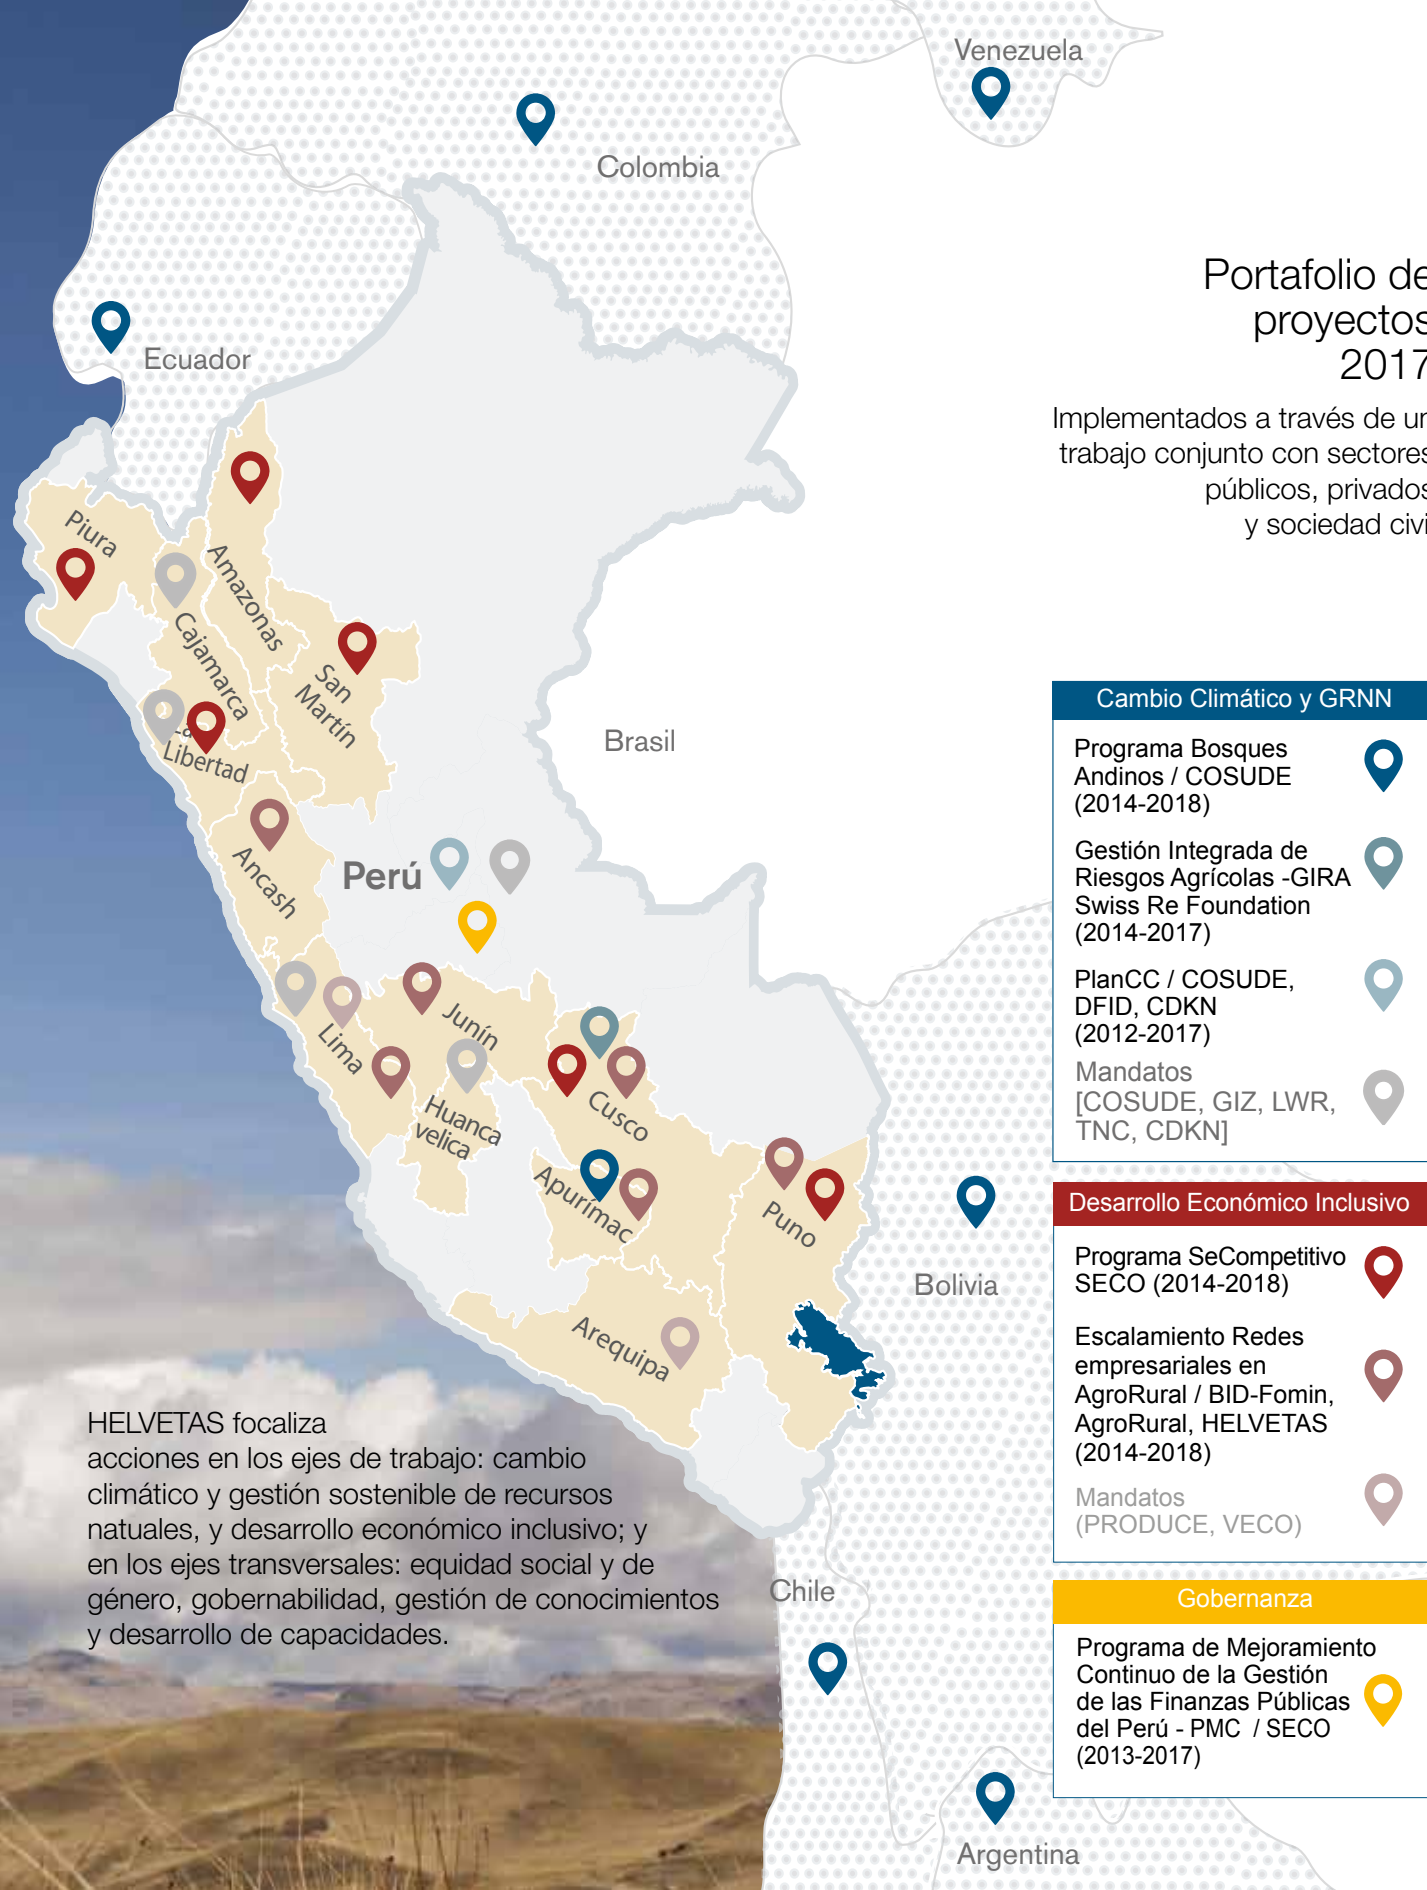 Venezuela
Colombia
Ecuador
Portafolio de
proyectos
2017
Implementados a través de un
trabajo conjunto con sectores
públicos, privados
y sociedad civi
Piura
Amazonas
Cajamarca
San
Martín
La
Libertad
Ancash
Brasil
Perú
Lima
Junín
Huanca
velica
Cusco
Apurímac
Puno
Arequipa
Bolivia
Chile
Argentina
Cambio Climático y GRNN
Programa Bosques
Andinos / COSUDE
(2014-2018)
Gestión Integrada de
Riesgos Agrícolas -GIRA
Swiss Re Foundation
(2014-2017)
PlanCC / COSUDE,
DFID, CDKN
(2012-2017)
Mandatos
[COSUDE, GIZ, LWR,
TNC, CDKN]
Desarrollo Económico Inclusivo
Programa SeCompetitivo
SECO (2014-2018)
Escalamiento Redes
empresariales en
AgroRural / BID-Fomin,
AgroRural, HELVETAS
(2014-2018)
Mandatos
(PRODUCE, VECO)
Gobernanza
Programa de Mejoramiento
Continuo de la Gestión
de las Finanzas Públicas
del Perú - PMC / SECO
(2013-2017)
HELVETAS focaliza
acciones en los ejes de trabajo: cambio
climático y gestión sostenible de recursos
natuales, y desarrollo económico inclusivo; y
en los ejes transversales: equidad social y de
género, gobernabilidad, gestión de conocimientos
y desarrollo de capacidades.